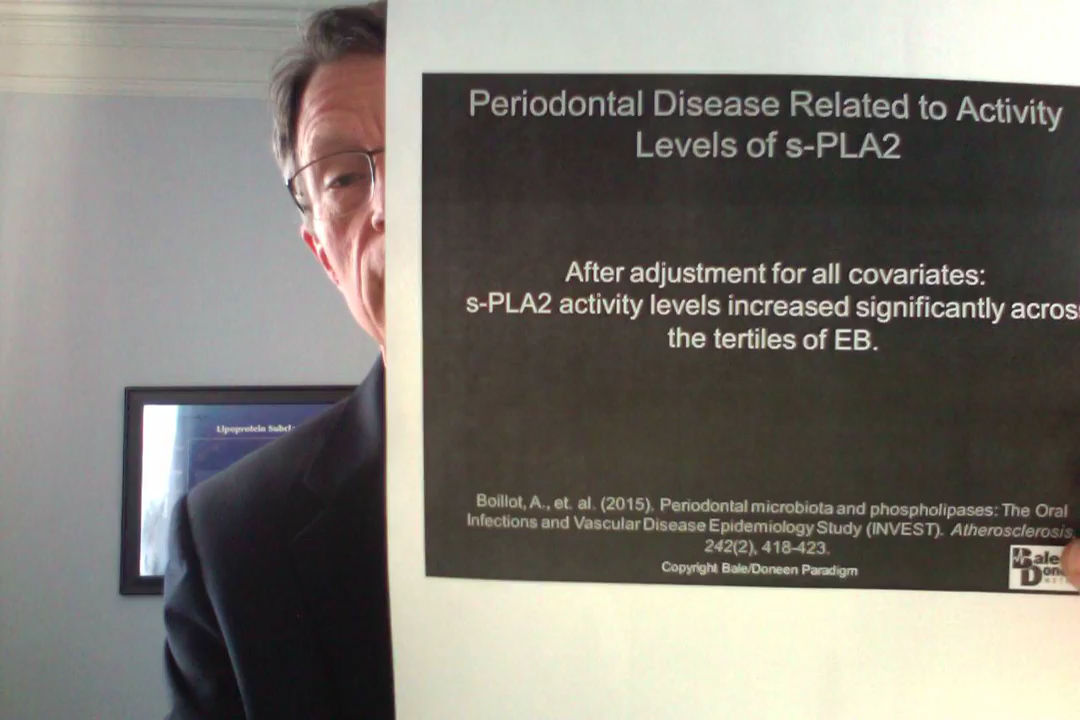 Periodontal Disease Related to Activity
Levels of s-PLA2
After adjustment for all covariates:
s-PLA2 activity levels increased significantly acros
the tertiles of EB.
Boillot, A., et. al. (2015). Periodontal microbiota and phospholipases: The Oral
Infections and Vascular Disease Epidemiology Study (INVEST). Atherosclerosis,
242(2), 418-423.
Copyright Bale/Doneen Paradigm
Bale
Don
Lipoprotein Subcl